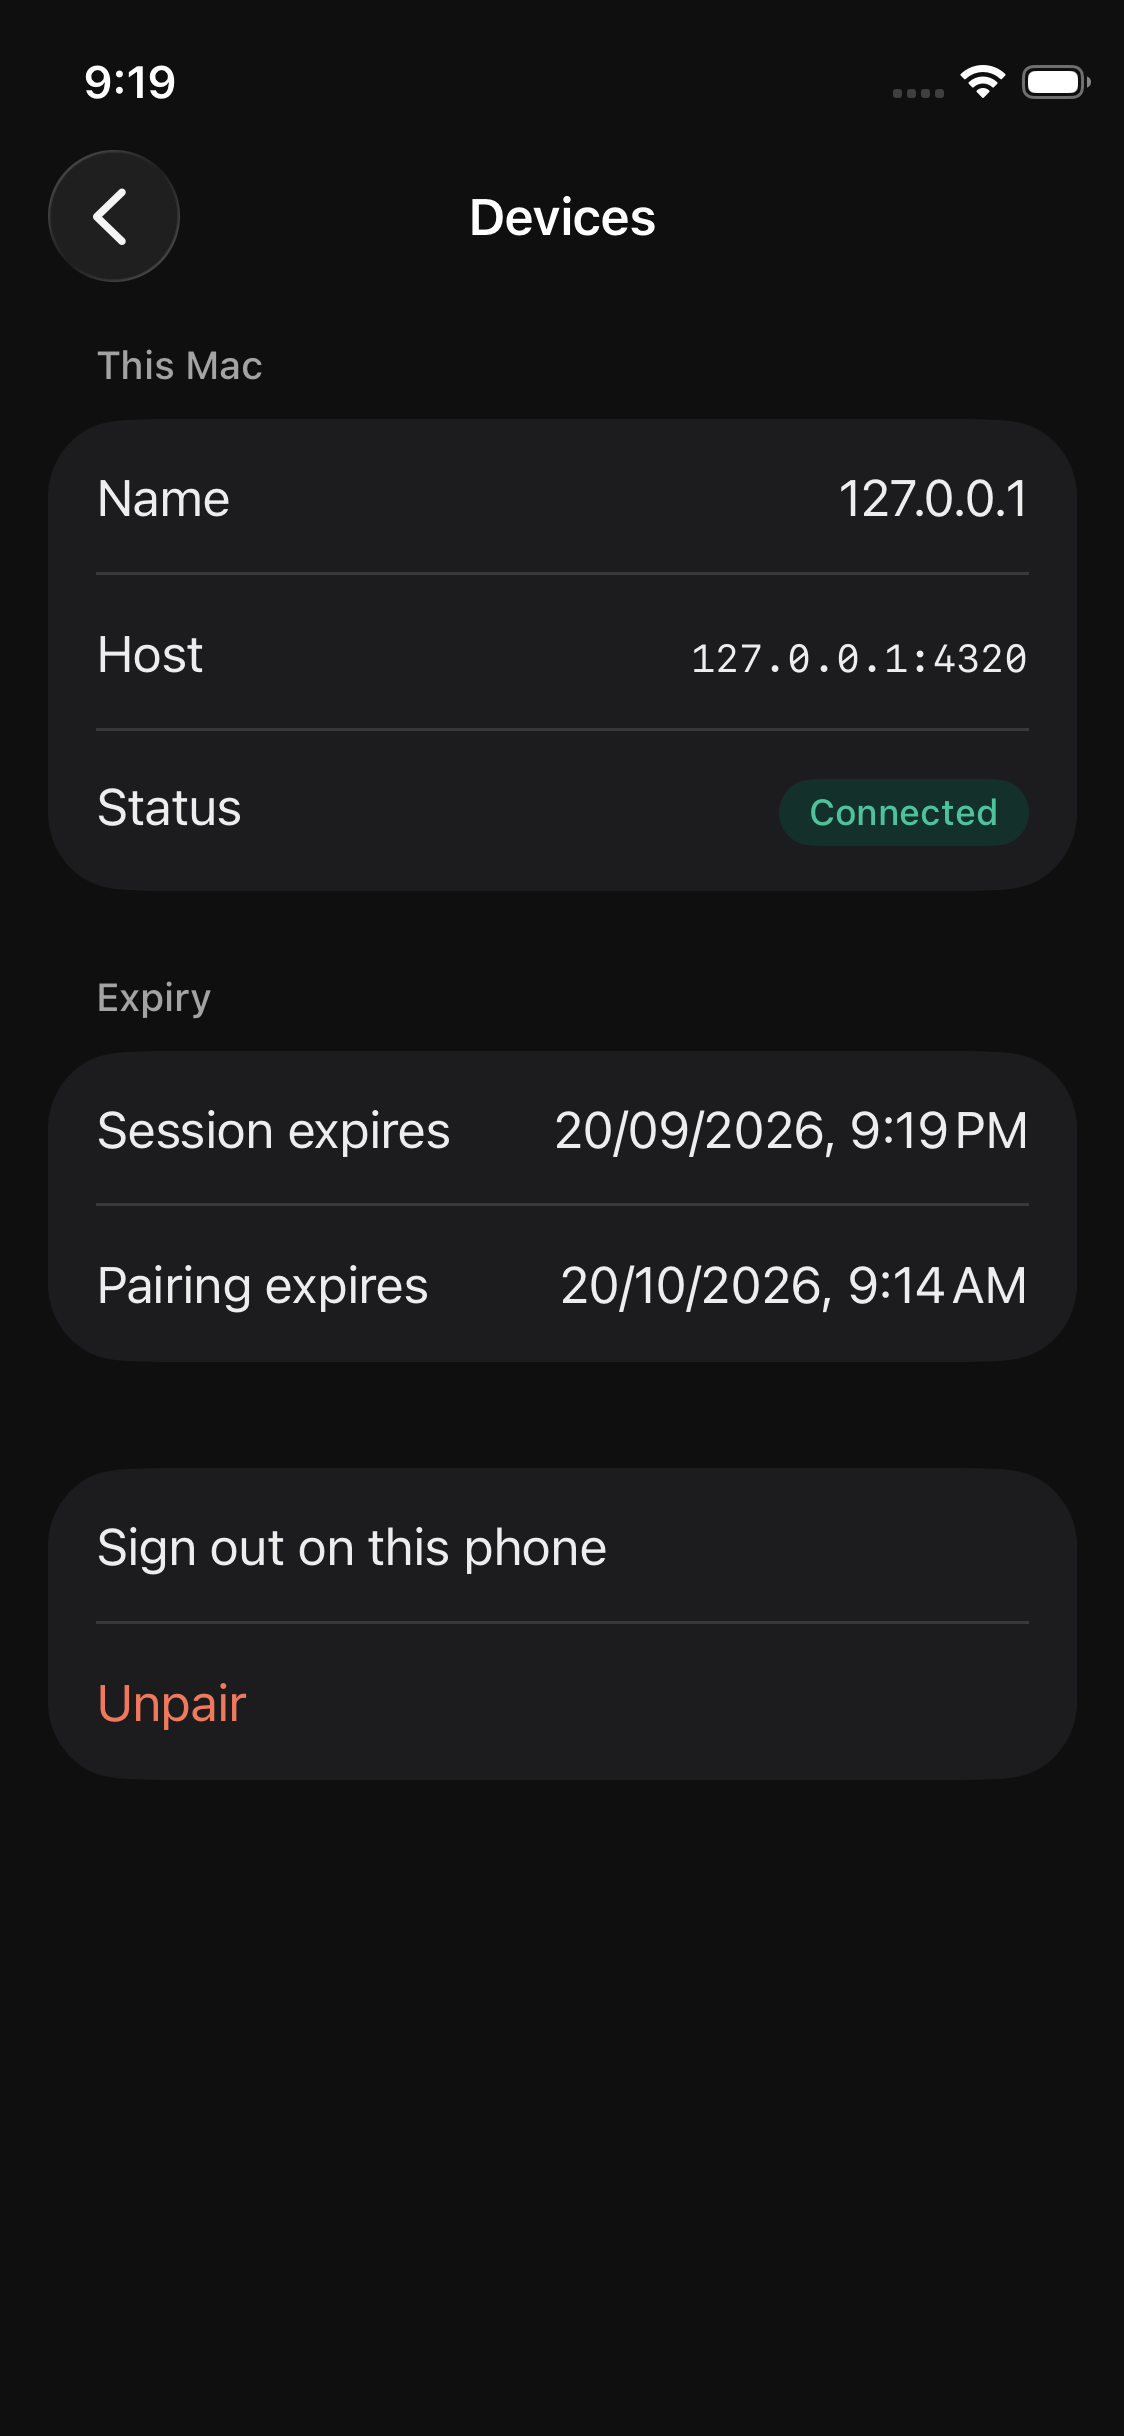 9:19
Devices
This Mac
Name 127.0.0.1
Host 127.0.0.1:4320
Status Connected
Expiry
Session expires 20/09/2026, 9:19 PM
Pairing expires 20/10/2026, 9:14 AM
Sign out on this phone
Unpair